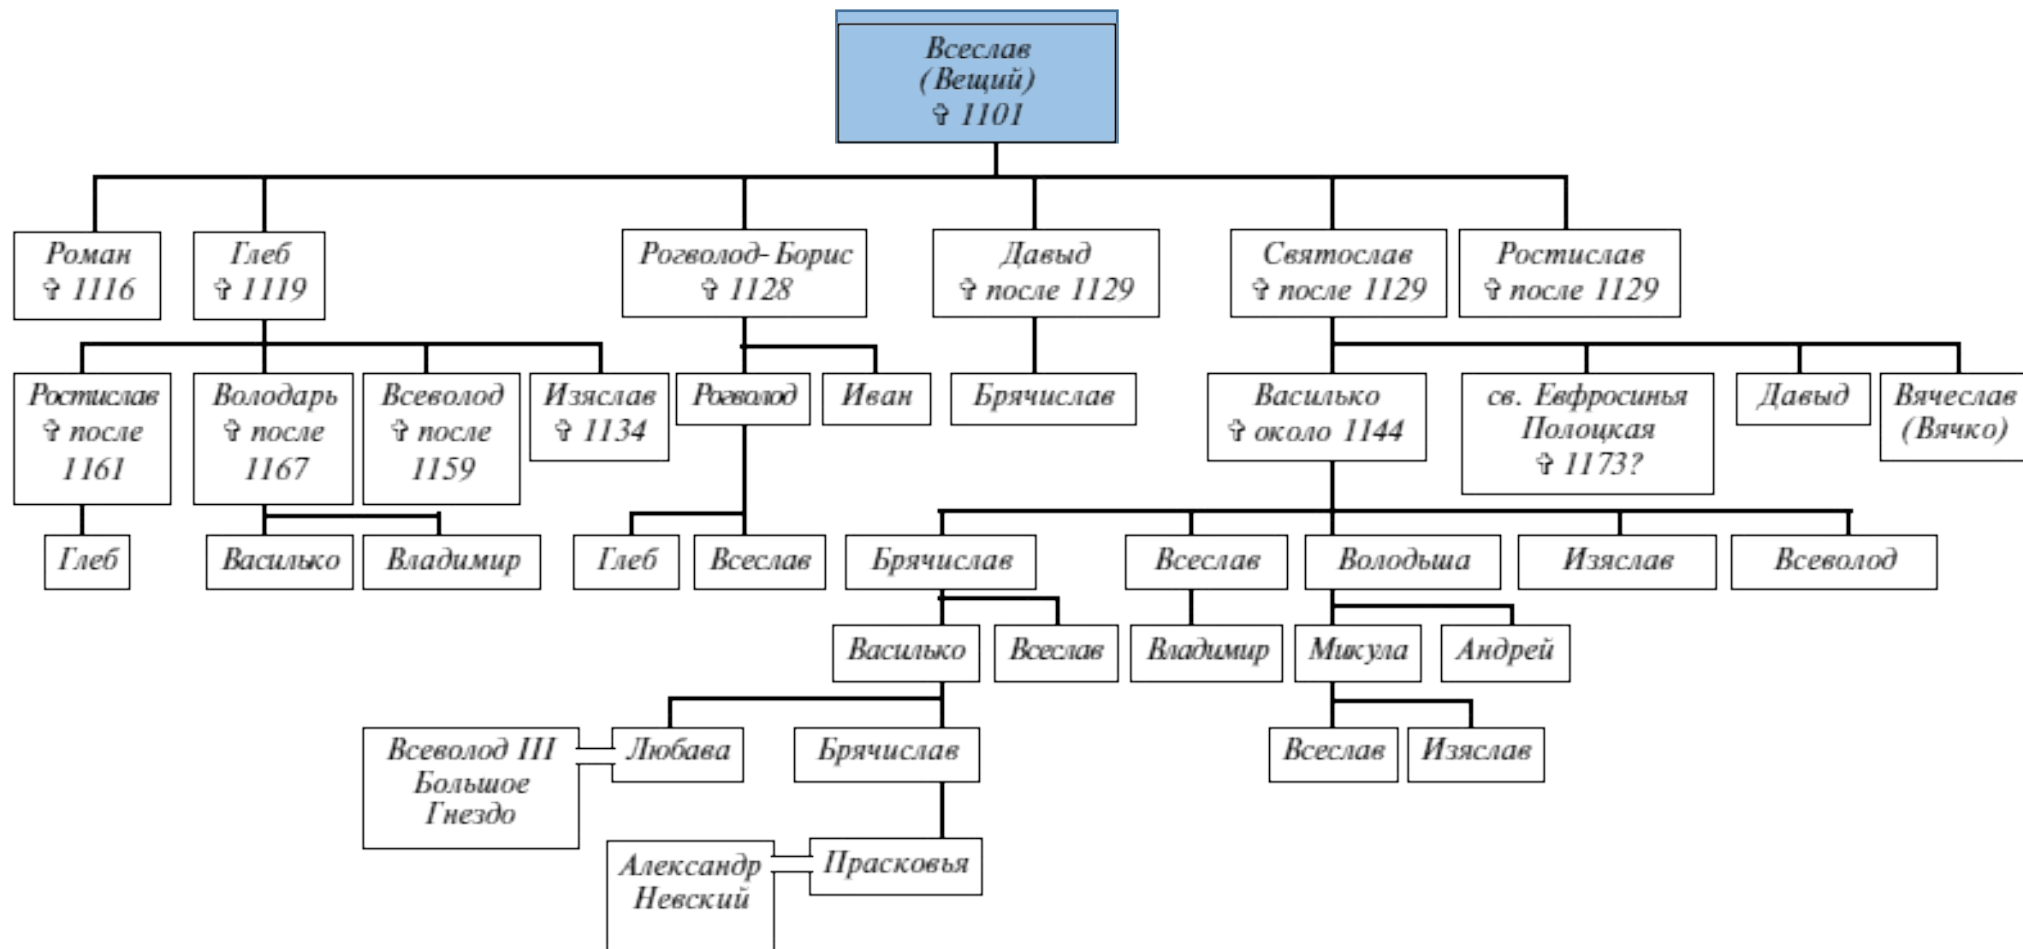 Всеслав
(Вещий)
✞ 1101
Роман
✞ 1116
Глеб
✞ 1119
Рогволод-Борис
✞ 1128
Давыд
✞ после 1129
Святослав
✞ после 1129
Ростислав
✞ после 1129
Ростислав
✞ после
1161
Володарь
✞ после
1167
Всеволод
✞ после
1159
Изяслав
✞ 1134
Рогволод
Иван
Брячислав
Василько
✞ около 1144
св. Евфросинья
Полоцкая
✞ 1173?
Давыд
Вячеслав
(Вячко)
Глеб
Василько
Владимир
Глеб
Всеслав
Брячислав
Всеслав
Володьша
Изяслав
Всеволод
Василько
Всеслав
Владимир
Микула
Андрей
Всеволод III
Большое
Гнездо
Любава
Брячислав
Всеслав
Изяслав
Александр
Невский
Прасковья